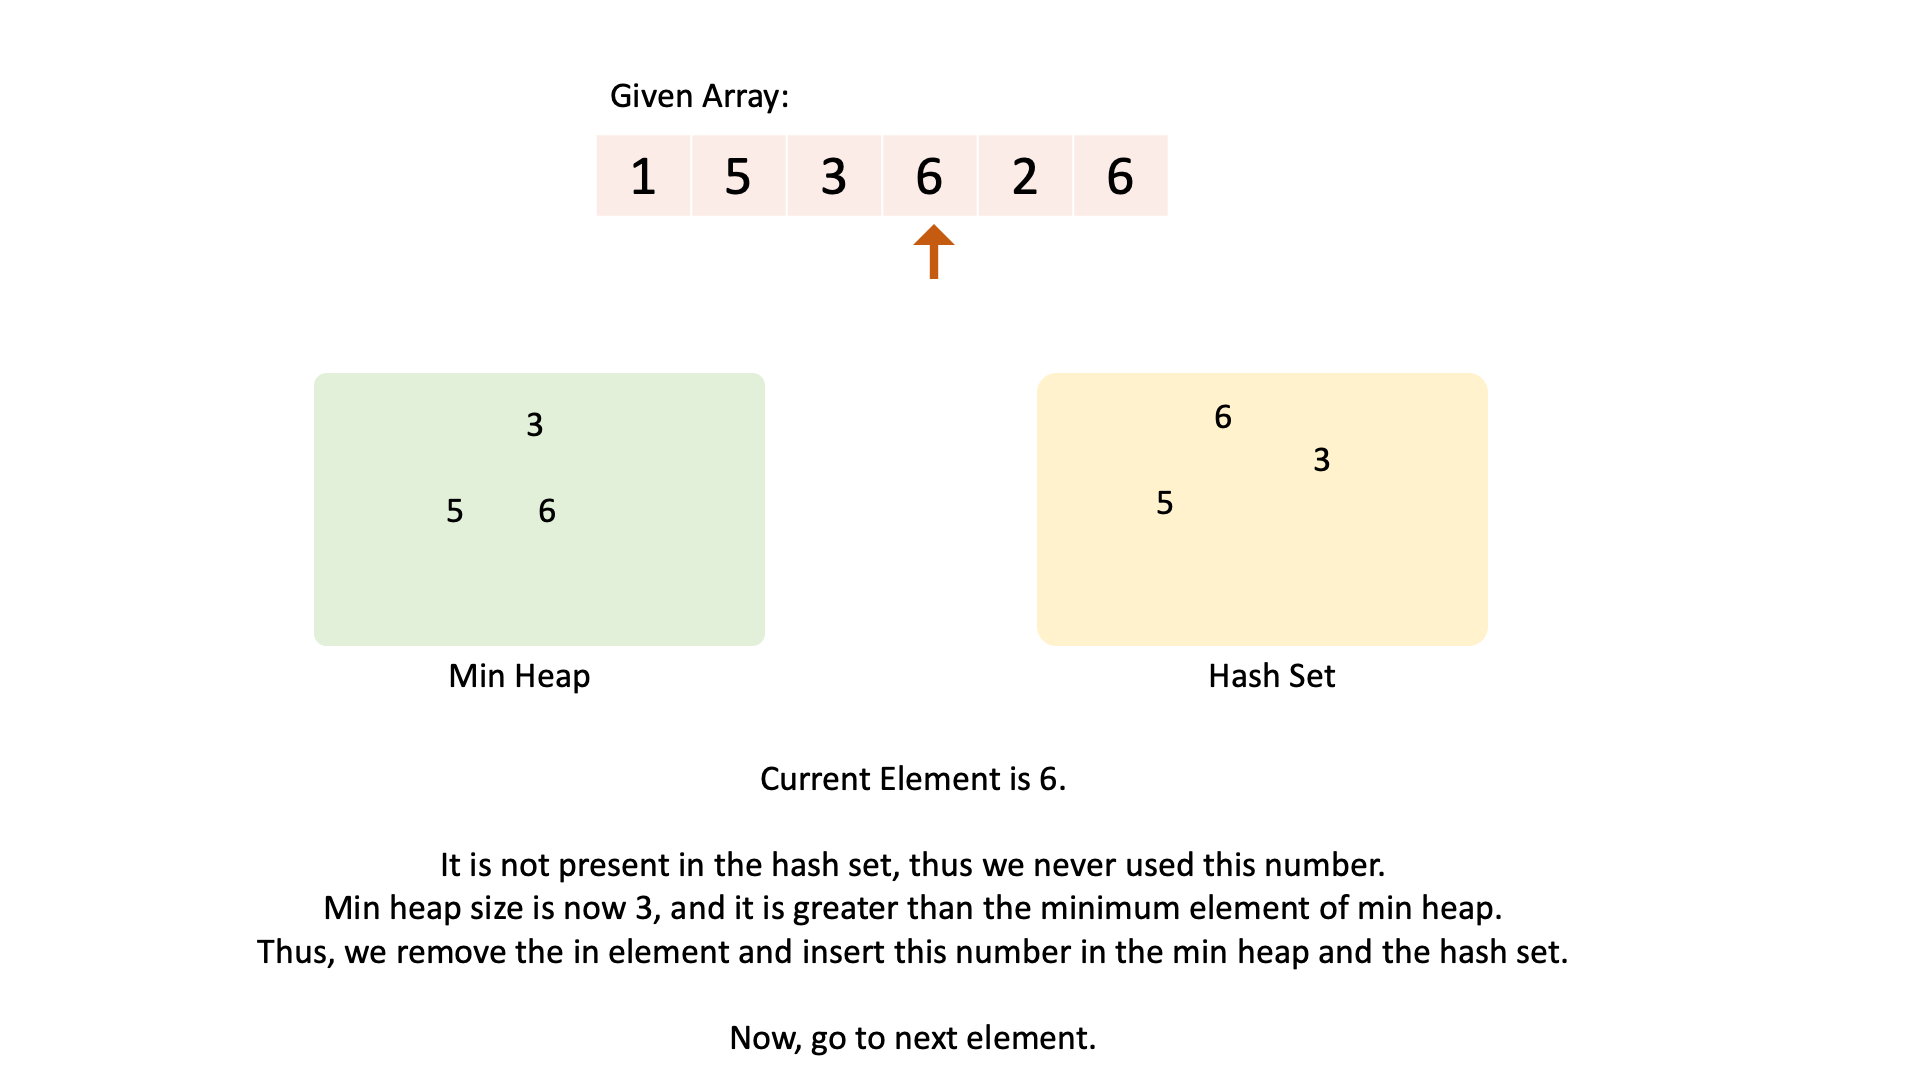 Given Array:
1 5 3 6 2 6
3
5 6
6
3
5
Min Heap
Hash Set
Current Element is 6.
It is not present in the hash set, thus we never used this number.
Min heap size is now 3, and it is greater than the minimum element of min heap.
Thus, we remove the in element and insert this number in the min heap and the hash set.
Now, go to next element.